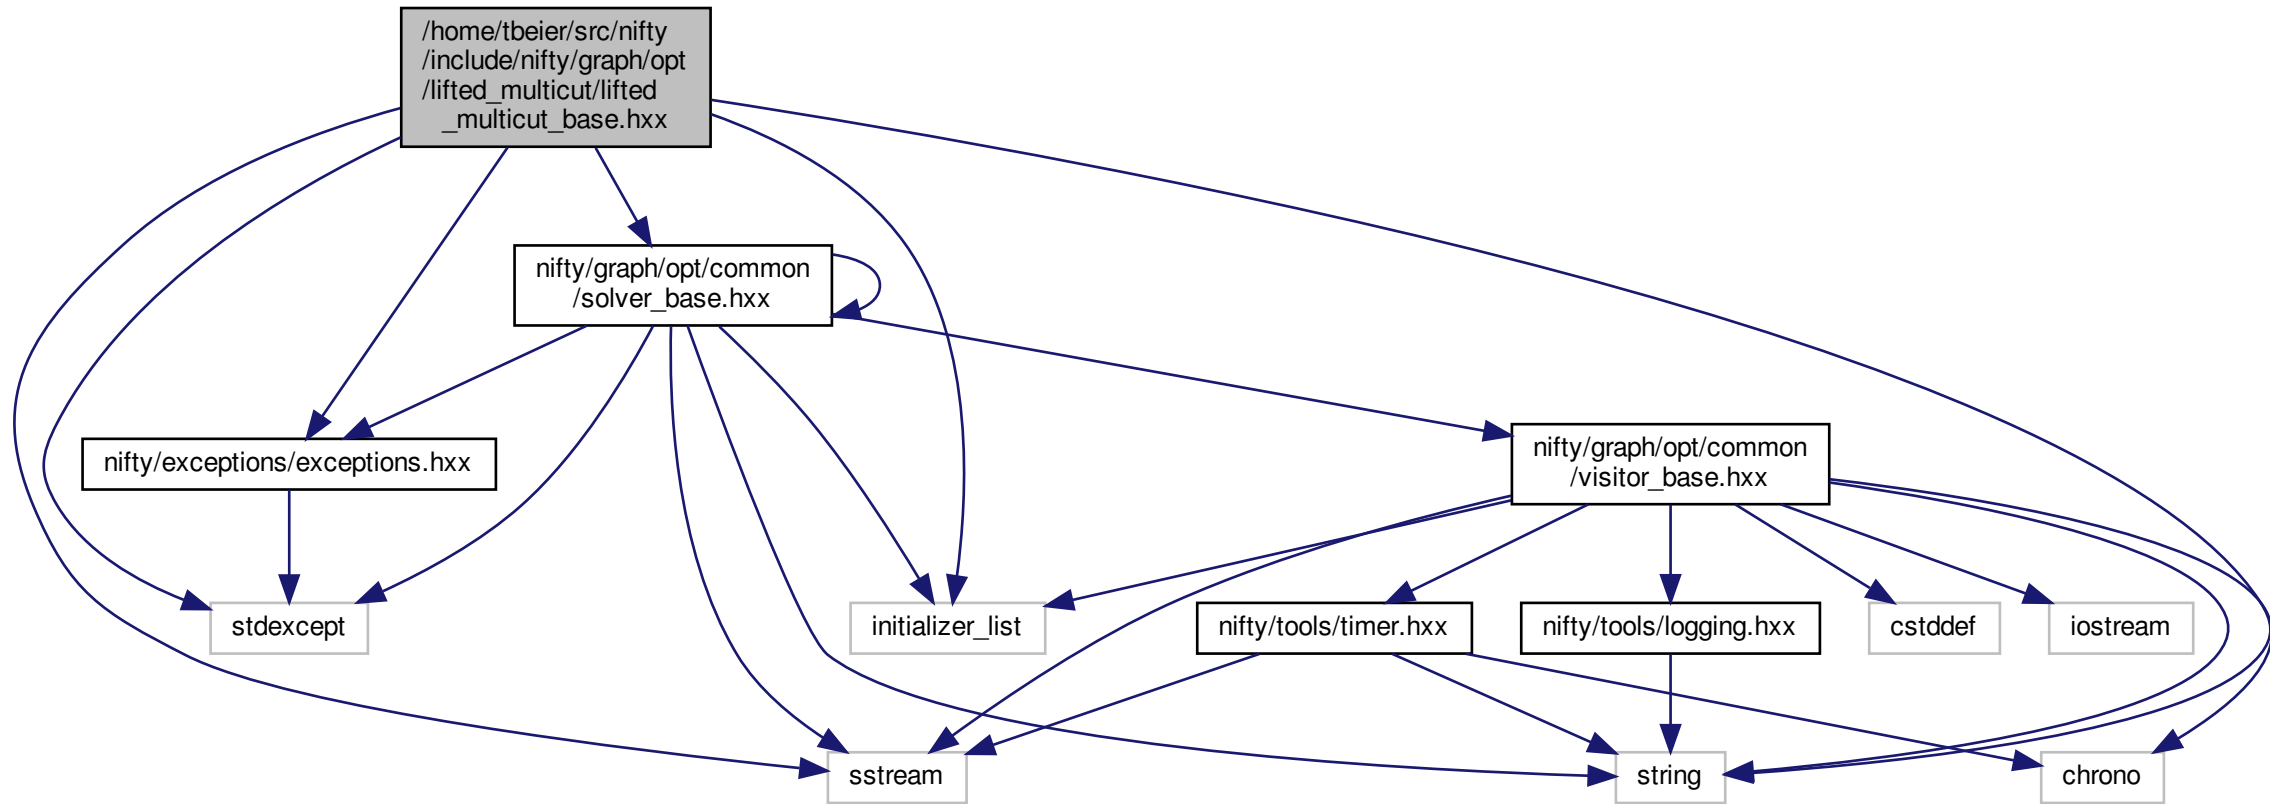 /home/tbeier/src/nifty
/include/nifty/graph/opt
/lifted_multicut/lifted
_multicut_base.hxx
nifty/graph/opt/common
/solver_base.hxx
nifty/exceptions/exceptions.hxx
nifty/graph/opt/common
/visitor_base.hxx
stdexcept
initializer_list
nifty/tools/timer.hxx
nifty/tools/logging.hxx
cstddef
iostream
sstream
string
chrono